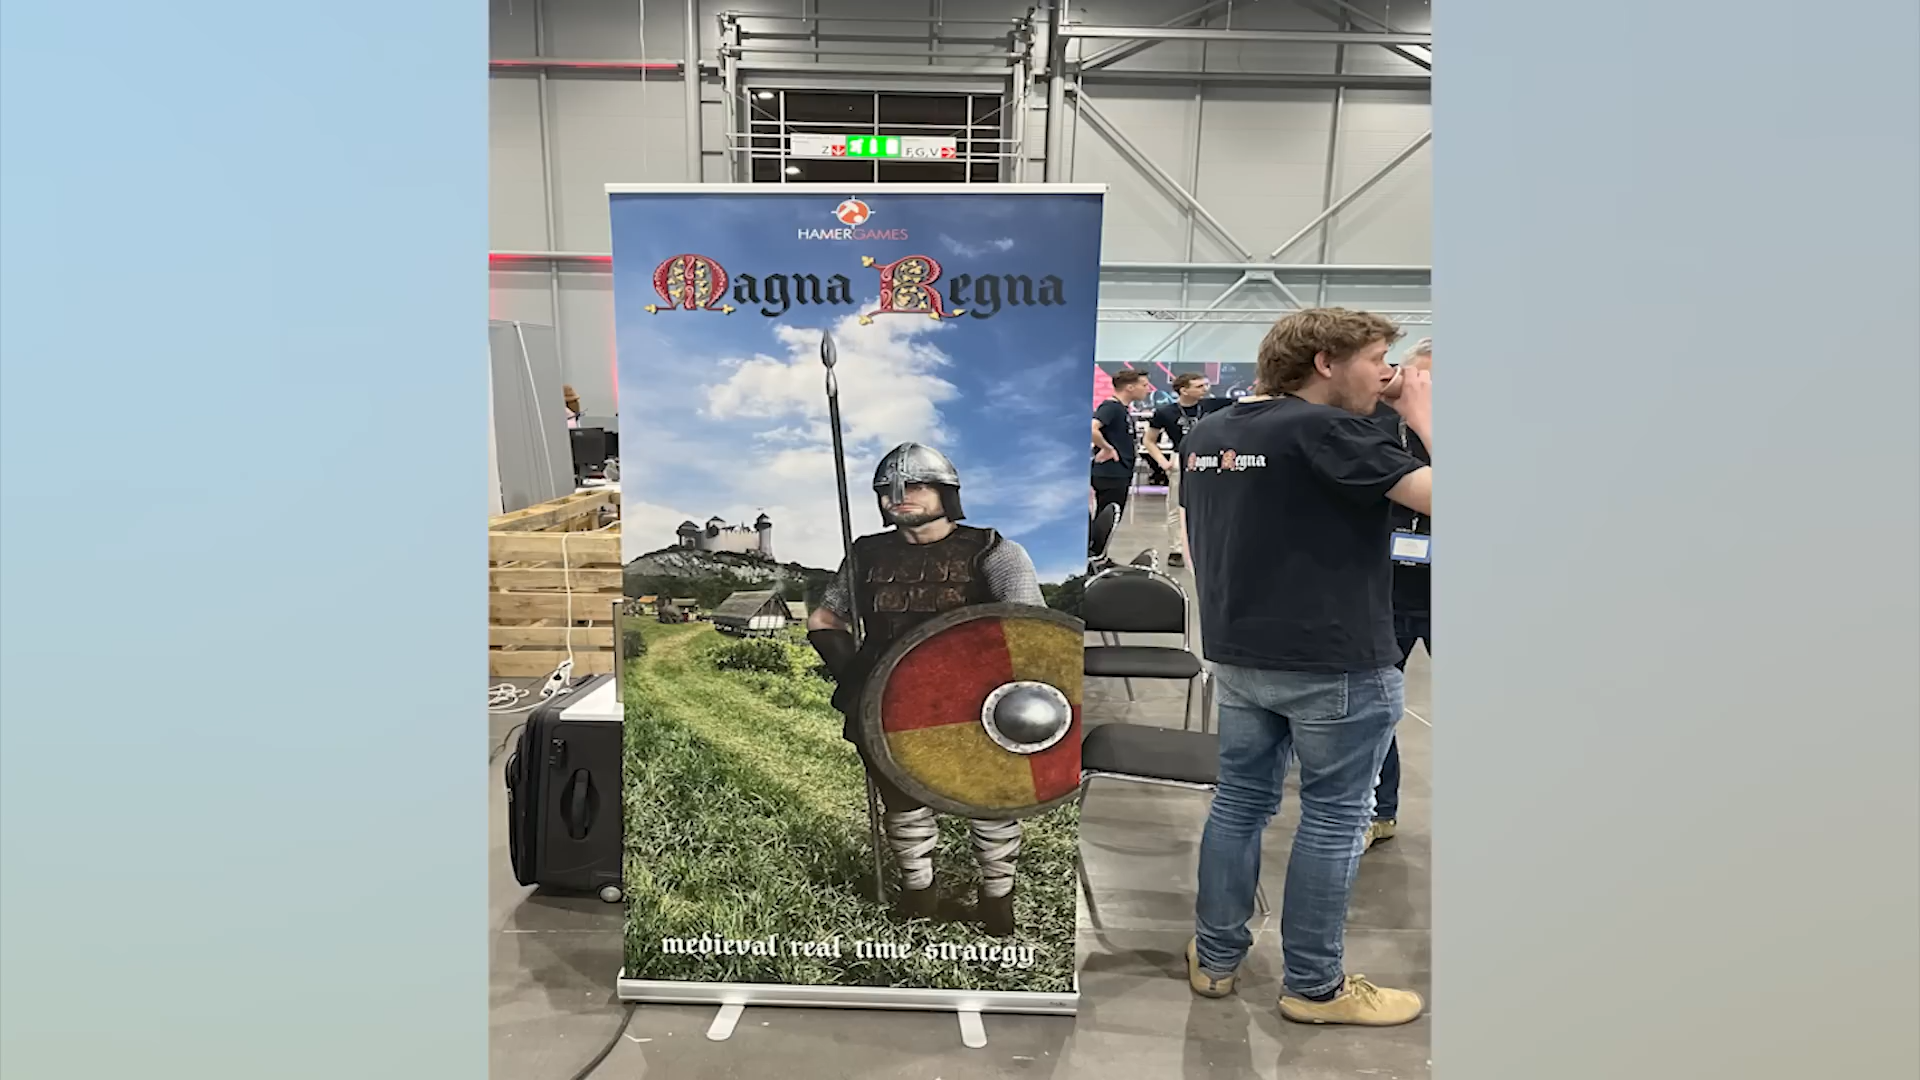 Z F,G,V
HAMERGAMES
Magna Regna
Magna Regna
medieval real time strategy